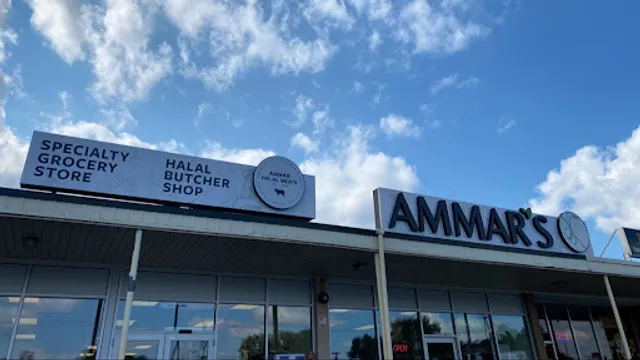 SPECIALTY
GROCERY
STORE
HALAL
BUTCHER
SHOP
AMMAR
HALAL MEATS
AMMAR'S
OPEN